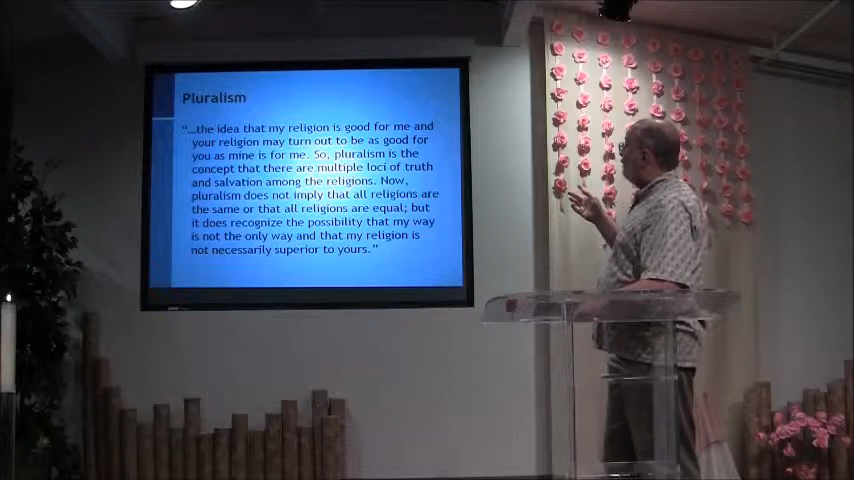 Pluralism
“...the idea that my religion is good for me and
your religion may turn out to be as good for
you as mine is for me. So, pluralism is the
concept that there are multiple loci of truth
and salvation among the religions. Now,
pluralism does not imply that all religions are
the same or that all religions are equal; but
it does recognize the possibility that my way
is not the only way and that my religion is
not necessarily superior to yours.”